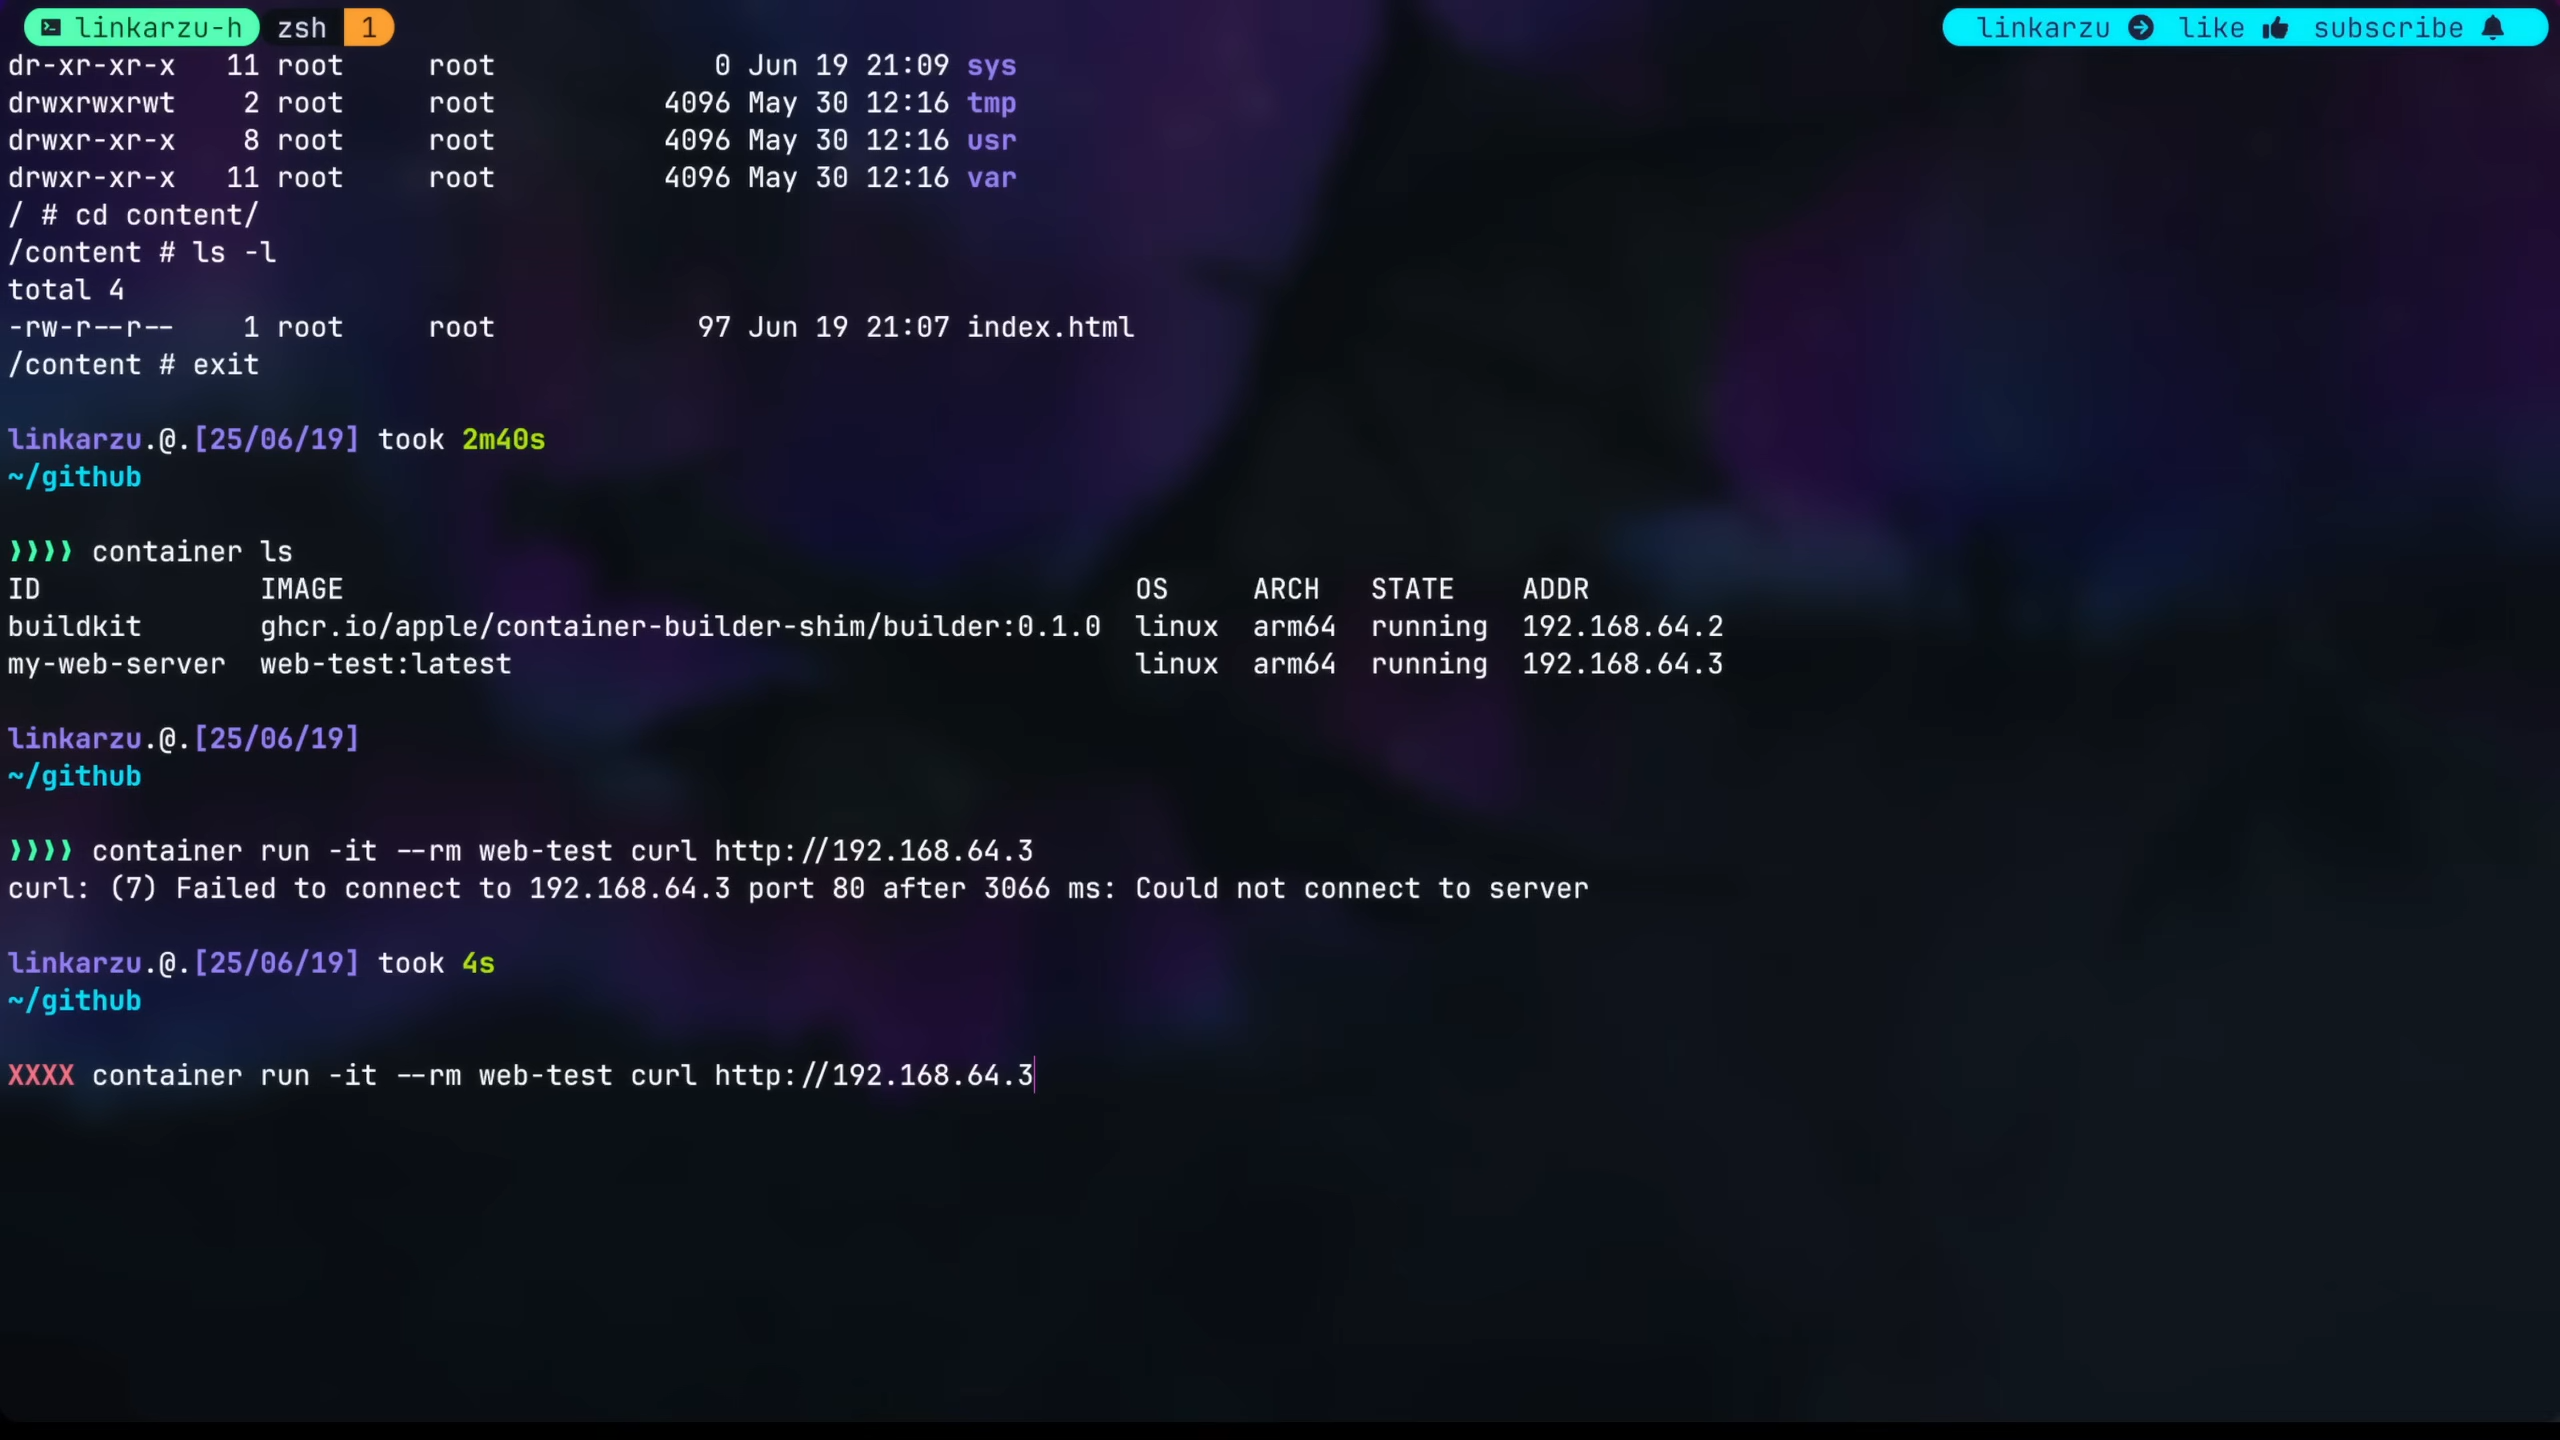 linkarzu-h zsh 1 linkarzu like subscribe
dr-xr-xr-x   11 root     root             0 Jun 19 21:09 sys
drwxrwxrwt    2 root     root          4096 May 30 12:16 tmp
drwxr-xr-x    8 root     root          4096 May 30 12:16 usr
drwxr-xr-x   11 root     root          4096 May 30 12:16 var
/ # cd content/
/content # ls -l
total 4
-rw-r--r--    1 root     root            97 Jun 19 21:07 index.html
/content # exit
linkarzu.@.[25/06/19] took 2m40s
~/github
❯❯❯❯ container ls
ID             IMAGE                                               OS     ARCH   STATE    ADDR
buildkit       ghcr.io/apple/container-builder-shim/builder:0.1.0  linux  arm64  running  192.168.64.2
my-web-server  web-test:latest                                     linux  arm64  running  192.168.64.3
linkarzu.@.[25/06/19]
~/github
❯❯❯❯ container run -it --rm web-test curl http://192.168.64.3
curl: (7) Failed to connect to 192.168.64.3 port 80 after 3066 ms: Could not connect to server
linkarzu.@.[25/06/19] took 4s
~/github
XXXX container run -it --rm web-test curl http://192.168.64.3